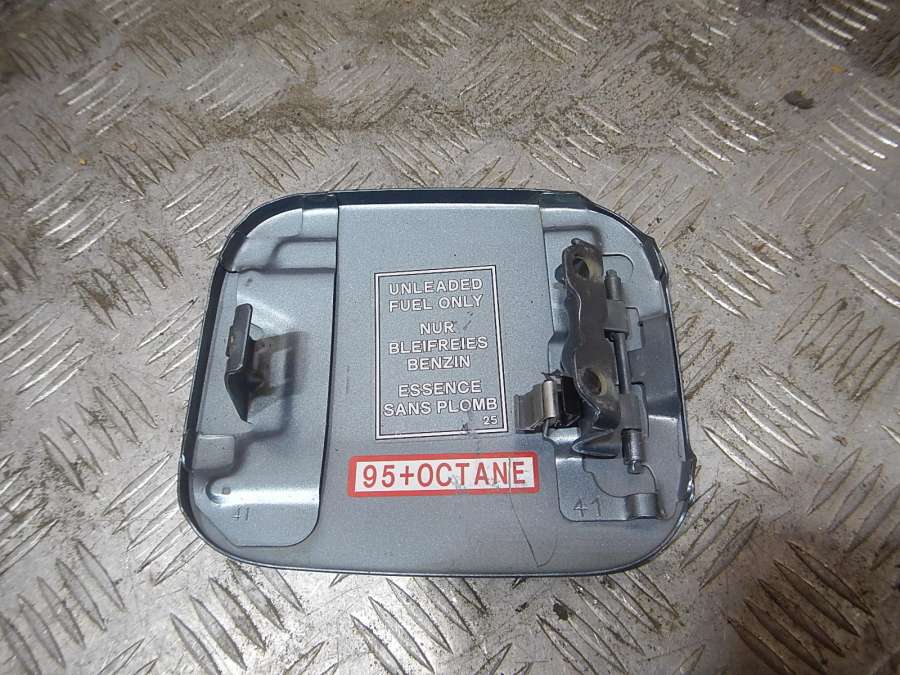 UNLEADED
FUEL ONLY
NUR
BLEIFREIES
BENZIN
ESSENCE
SANS PLOMB
25
95+OCTANE
41
41